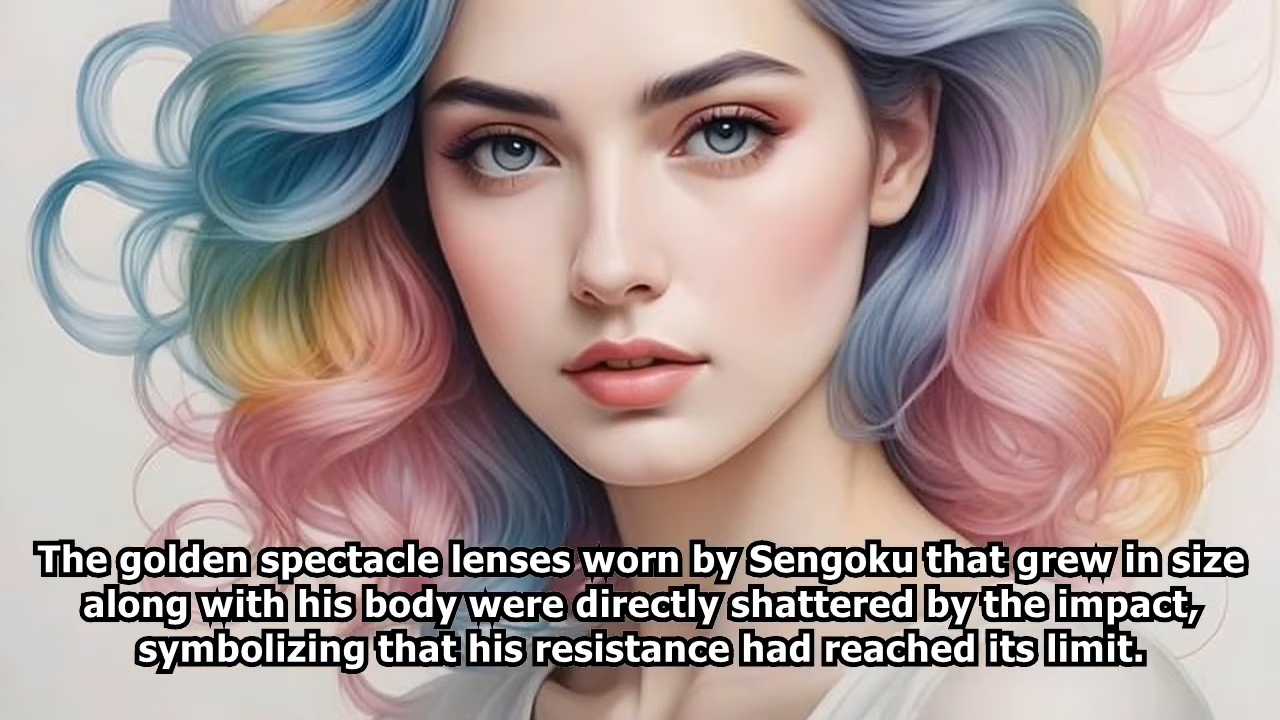 The golden spectacle lenses worn by Sengoku that grew in size
along with his body were directly shattered by the impact,
symbolizing that his resistance had reached its limit.